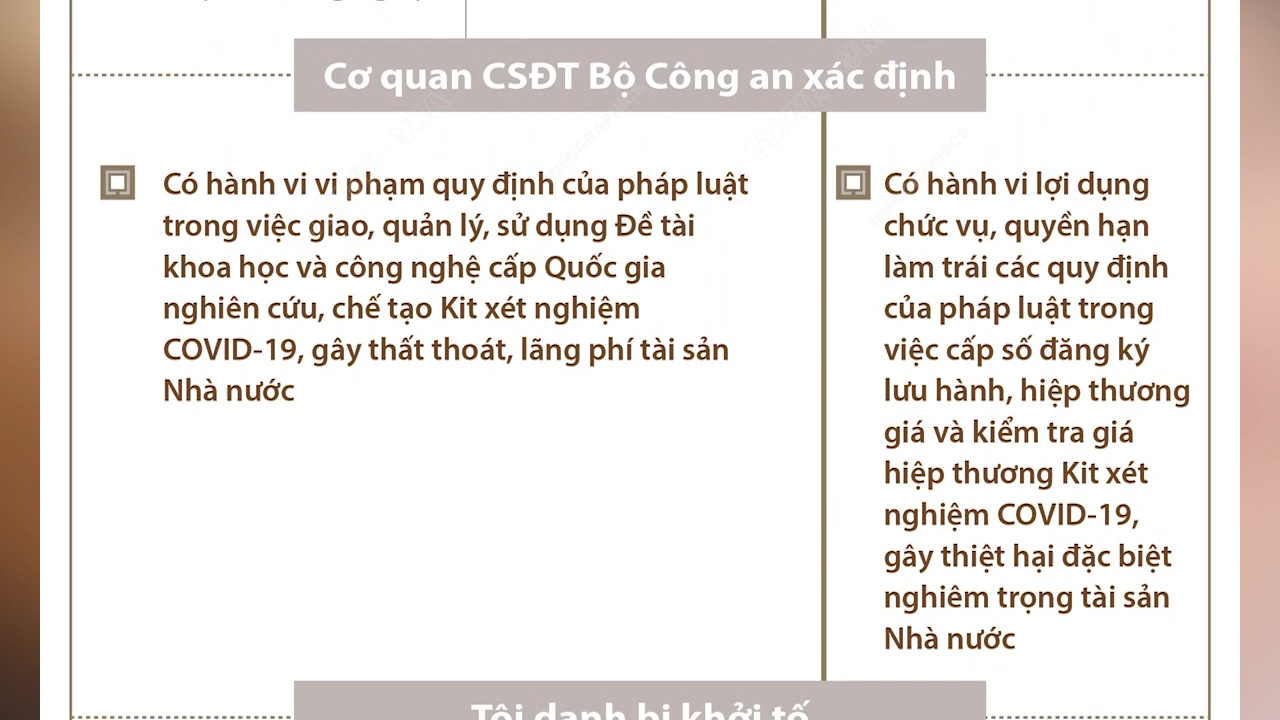 Cơ quan CSĐT Bộ Công an xác định
Có hành vi vi phạm quy định của pháp luật
trong việc giao, quản lý, sử dụng Đề tài
khoa học và công nghệ cấp Quốc gia
nghiên cứu, chế tạo Kit xét nghiệm
COVID-19, gây thất thoát, lãng phí tài sản
Nhà nước
Có hành vi lợi dụng
chức vụ, quyền hạn
làm trái các quy định
của pháp luật trong
việc cấp số đăng ký
lưu hành, hiệp thương
giá và kiểm tra giá
hiệp thương Kit xét
nghiệm COVID-19,
gây thiệt hại đặc biệt
nghiêm trọng tài sản
Nhà nước
Tội danh bị khởi tố